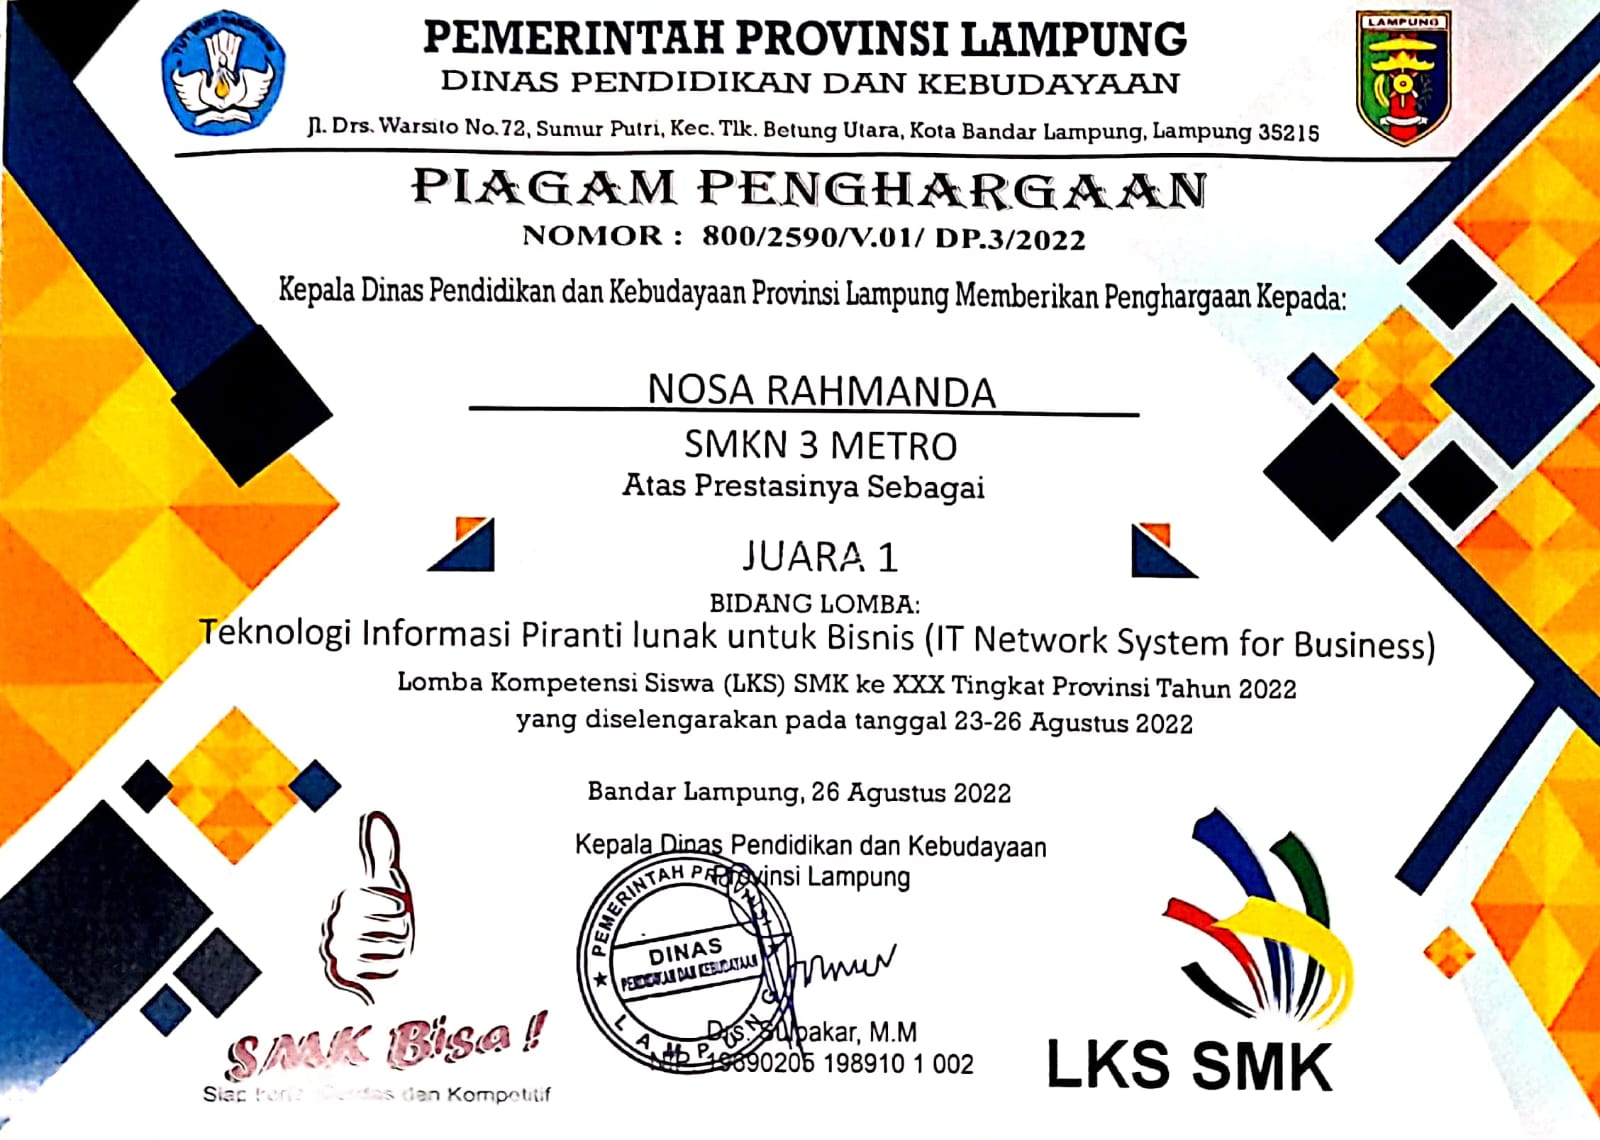 PEMERINTAH PROVINSI LAMPUNG
DINAS PENDIDIKAN DAN KEBUDAYAAN
Jl. Drs. Warsito No.72, Sumur Putri, Kec. Tlk. Betung Utara, Kota Bandar Lampung, Lampung 35215
LAMPUNG
PIAGAM PENGHARGAAN
NOMOR : 800/2590/V.01/ DP.3/2022
Kepala Dinas Pendidikan dan Kebudayaan Provinsi Lampung Memberikan Penghargaan Kepada:
NOSA RAHMANDA
SMKN 3 METRO
Atas Prestasinya Sebagai
JUARA 1
BIDANG LOMBA:
Teknologi Informasi Piranti lunak untuk Bisnis (IT Network System for Business)
Lomba Kompetensi Siswa (LKS) SMK ke XXX Tingkat Provinsi Tahun 2022
yang diselengarakan pada tanggal 23-26 Agustus 2022
Bandar Lampung, 26 Agustus 2022
Kepala Dinas Pendidikan dan Kebudayaan
Provinsi Lampung
PEMERINTAH PROVINSI
DINAS
PENDIDIKAN DAN KEBUDAYAAN
LAMPUNG
Drs. Sulpakar, M.M
NIP 19690205 198910 1 002
SMK Bisa!
Siap dan Kompetitif
LKS SMK